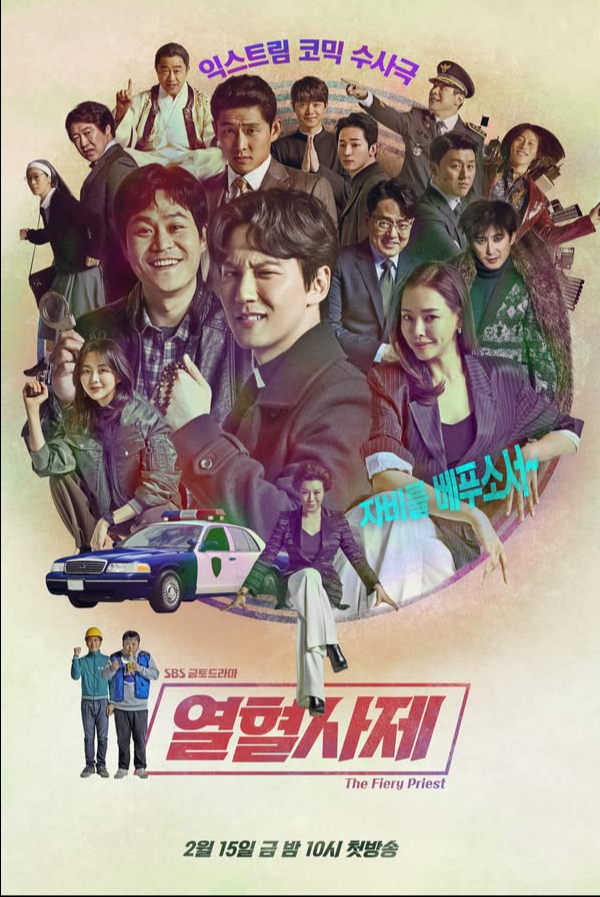 익스트림 코믹 수사극
자비를 베푸소서~
SBS 금토드라마
열혈사제
The Fiery Priest
2월 15일 금 밤 10시 첫방송